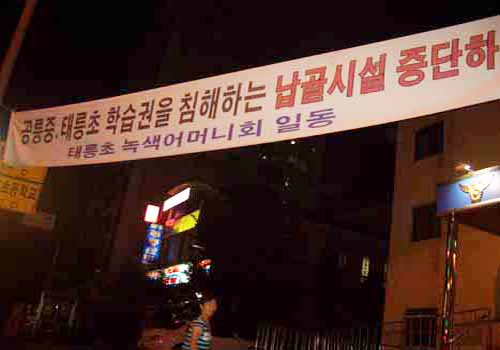 공릉중.태릉초 학습권을 침해하는 납골시설 중단하
태릉초 녹색어머니회 일동